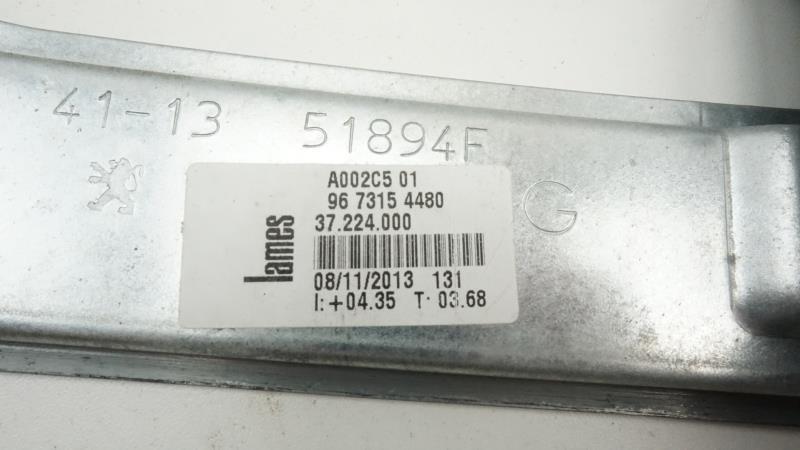 41-13 51894F
G
A002C5 01
96 7315 4480
37.224.000
lames
08/11/2013 131
I:+04.35 T· 03.68